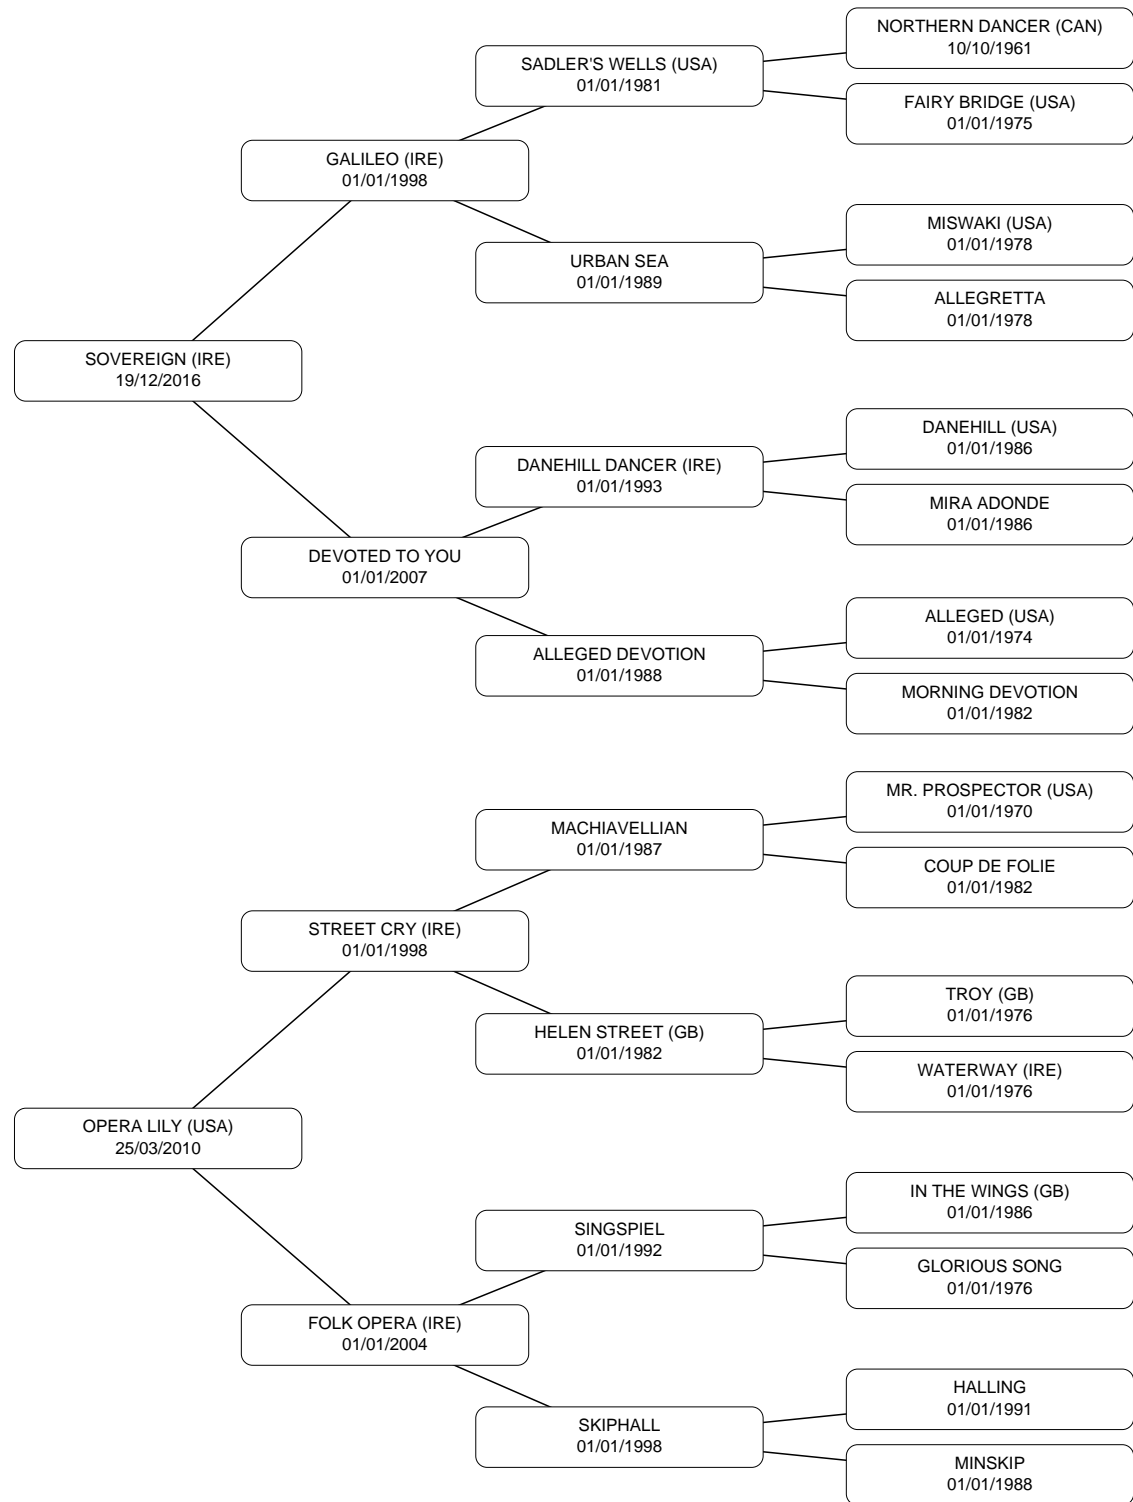 NORTHERN DANCER (CAN)
10/10/1961
SADLER'S WELLS (USA)
01/01/1981
FAIRY BRIDGE (USA)
01/01/1975
GALILEO (IRE)
01/01/1998
MISWAKI (USA)
01/01/1978
URBAN SEA
01/01/1989
ALLEGRETTA
01/01/1978
SOVEREIGN (IRE)
19/12/2016
DANEHILL (USA)
01/01/1986
DANEHILL DANCER (IRE)
01/01/1993
MIRA ADONDE
01/01/1986
DEVOTED TO YOU
01/01/2007
ALLEGED (USA)
01/01/1974
ALLEGED DEVOTION
01/01/1988
MORNING DEVOTION
01/01/1982
MR. PROSPECTOR (USA)
01/01/1970
MACHIAVELLIAN
01/01/1987
COUP DE FOLIE
01/01/1982
STREET CRY (IRE)
01/01/1998
TROY (GB)
01/01/1976
HELEN STREET (GB)
01/01/1982
WATERWAY (IRE)
01/01/1976
OPERA LILY (USA)
25/03/2010
IN THE WINGS (GB)
01/01/1986
SINGSPIEL
01/01/1992
GLORIOUS SONG
01/01/1976
FOLK OPERA (IRE)
01/01/2004
HALLING
01/01/1991
SKIPHALL
01/01/1998
MINSKIP
01/01/1988